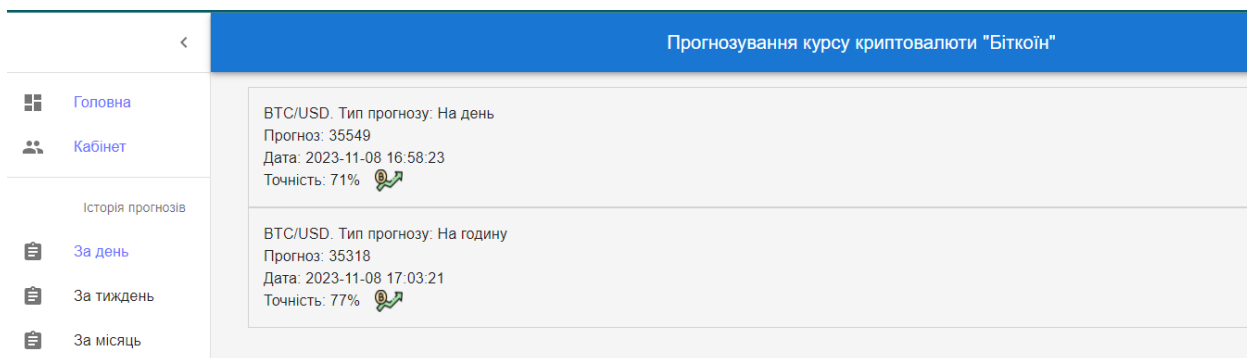 Прогнозування курсу криптовалюти "Біткоїн"
Головна
Кабінет
Історія прогнозів
За день
За тиждень
За місяць
BTC/USD. Тип прогнозу: На день
Прогноз: 35549
Дата: 2023-11-08 16:58:23
Точність: 71%
BTC/USD. Тип прогнозу: На годину
Прогноз: 35318
Дата: 2023-11-08 17:03:21
Точність: 77%